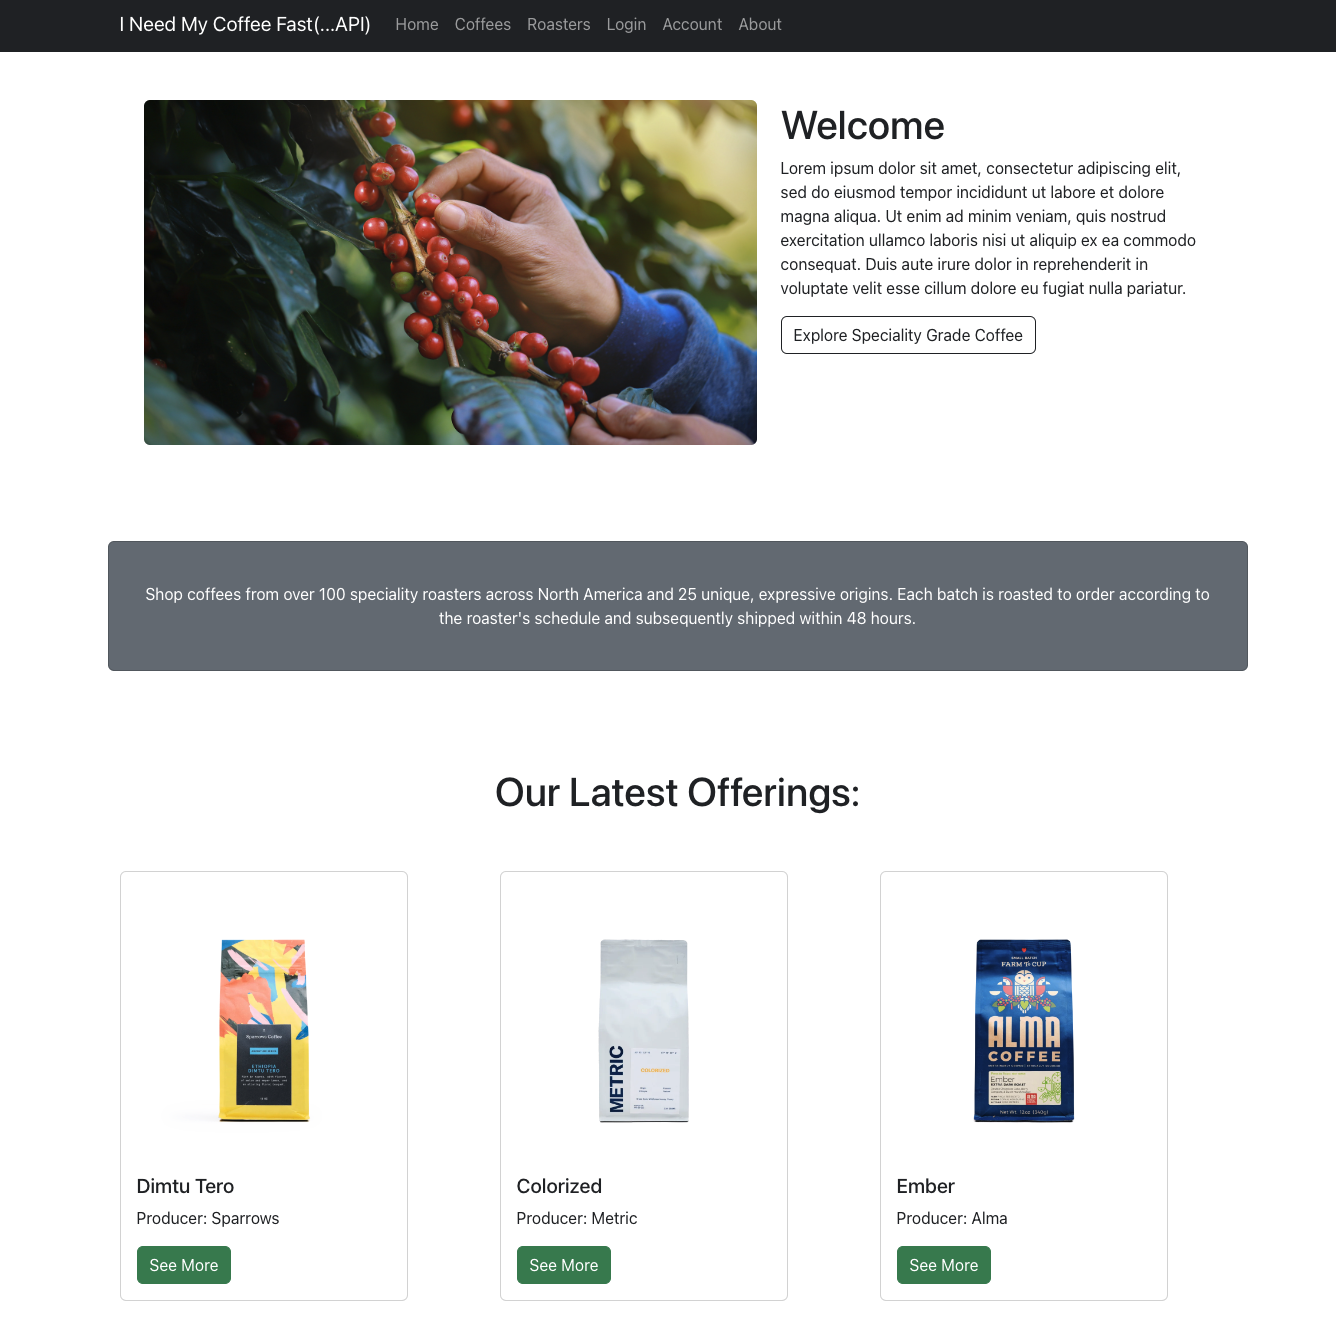 I Need My Coffee Fast(...API) Home Coffees Roasters Login Account About
Welcome
Lorem ipsum dolor sit amet, consectetur adipiscing elit,
sed do eiusmod tempor incididunt ut labore et dolore
magna aliqua. Ut enim ad minim veniam, quis nostrud
exercitation ullamco laboris nisi ut aliquip ex ea commodo
consequat. Duis aute irure dolor in reprehenderit in
voluptate velit esse cillum dolore eu fugiat nulla pariatur.
Explore Speciality Grade Coffee
Shop coffees from over 100 speciality roasters across North America and 25 unique, expressive origins. Each batch is roasted to order according to
the roaster's schedule and subsequently shipped within 48 hours.
Our Latest Offerings:
Sparrows Coffee
ETHIOPIA
DIMTU TERO
Dimtu Tero
Producer: Sparrows
See More
METRIC
COLORIZED
Colorized
Producer: Metric
See More
SMALL BATCH
FARM To CUP
ALMA
COFFEE
Ember
EXTRA DARK ROAST
Net Wt. 12oz (340g)
Ember
Producer: Alma
See More